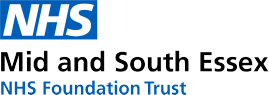 NHS
Mid and South Essex
NHS Foundation Trust